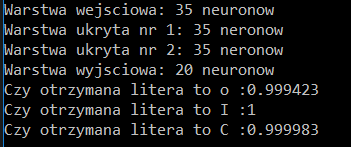 Warstwa wejsciowa: 35 neuronow
Warstwa ukryta nr 1: 35 neronow
Warstwa ukryta nr 2: 35 neronow
Warstwa wyjsciowa: 20 neuronow
Czy otrzymana litera to o :0.999423
Czy otrzymana litera to I :1
Czy otrzymana litera to C :0.999983